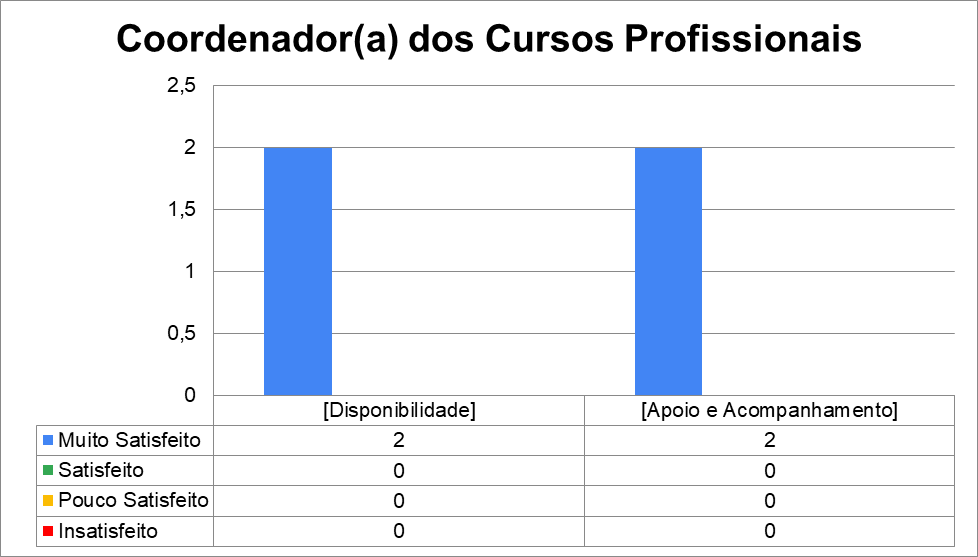 Coordenador(a) dos Cursos Profissionais
2,5
2
1,5
1
0,5
0
[Disponibilidade] [Apoio e Acompanhamento]
Muito Satisfeito 2 2
Satisfeito 0 0
Pouco Satisfeito 0 0
Insatisfeito 0 0